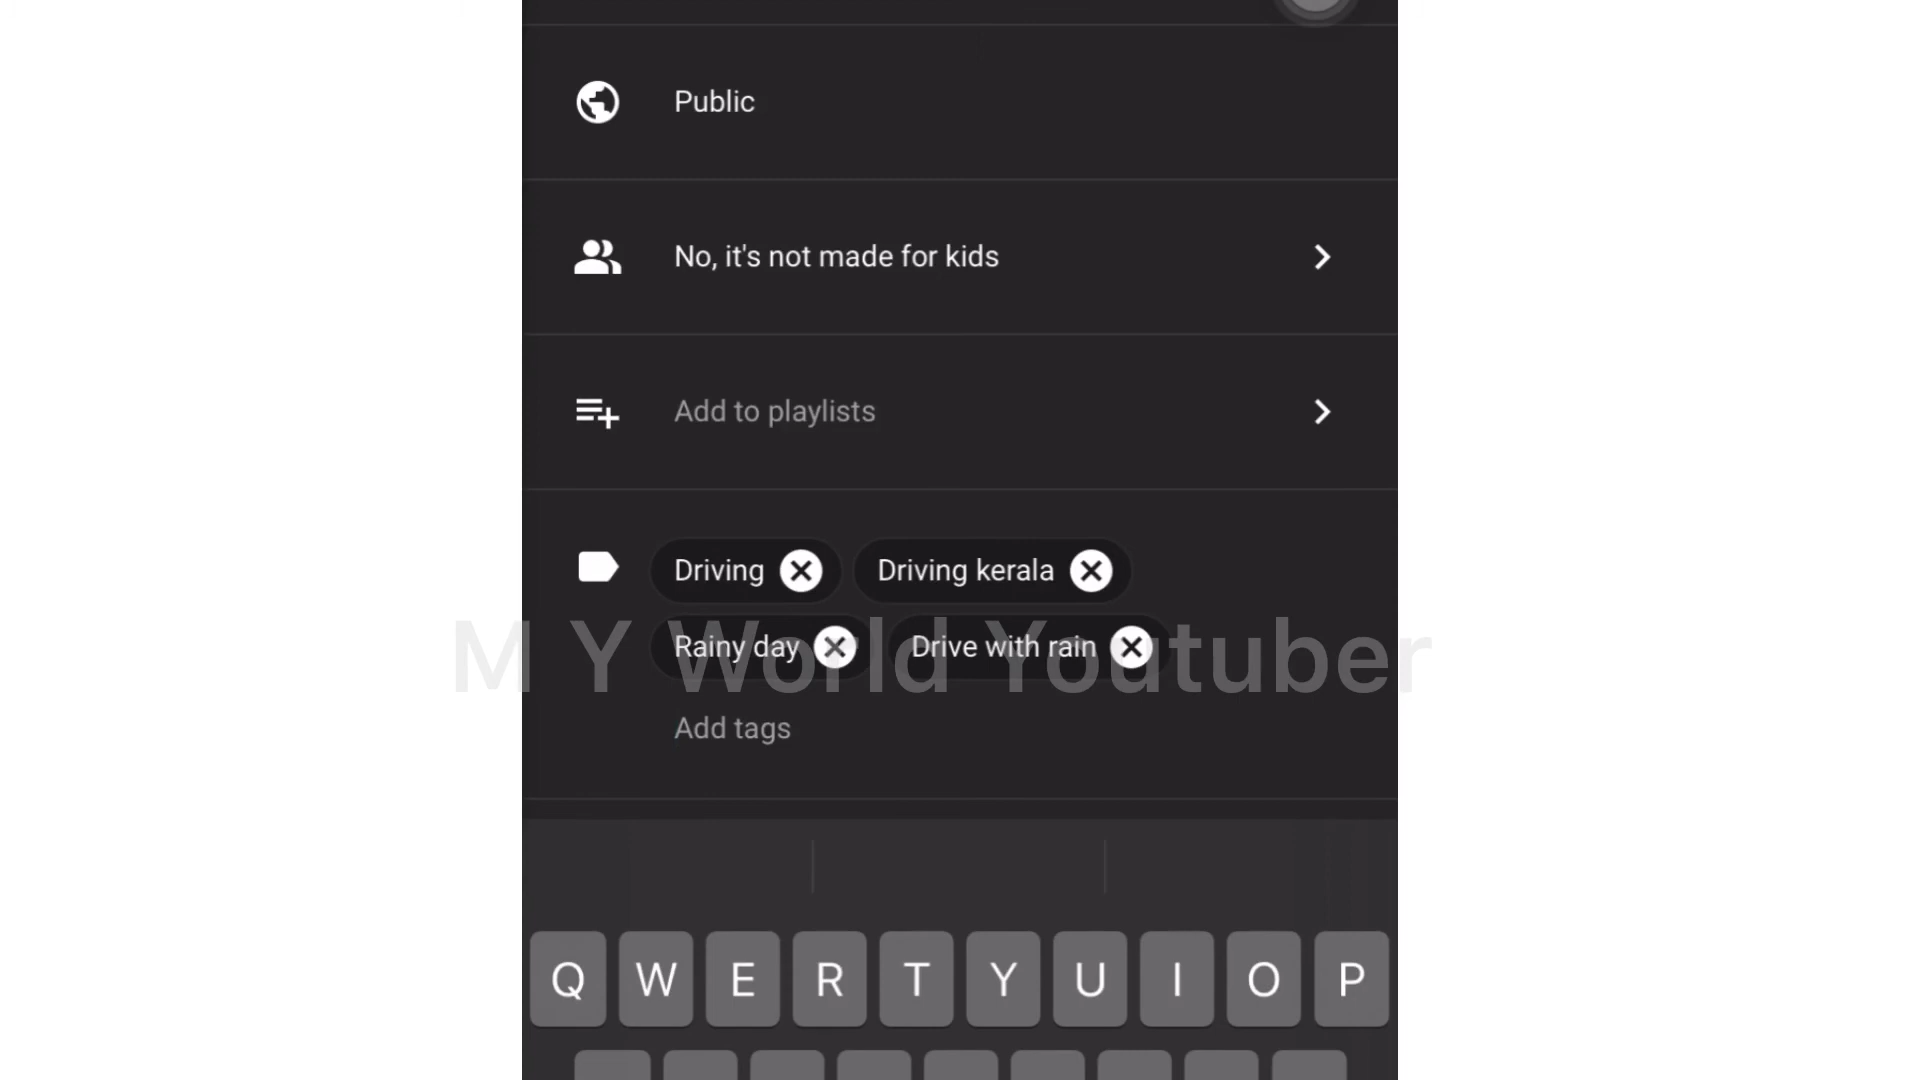 Public
No, it's not made for kids
Add to playlists
Driving
Driving kerala
Rainy day
Drive with rain
M Y World Youtuber
Add tags
Q W E R T Y U I O P